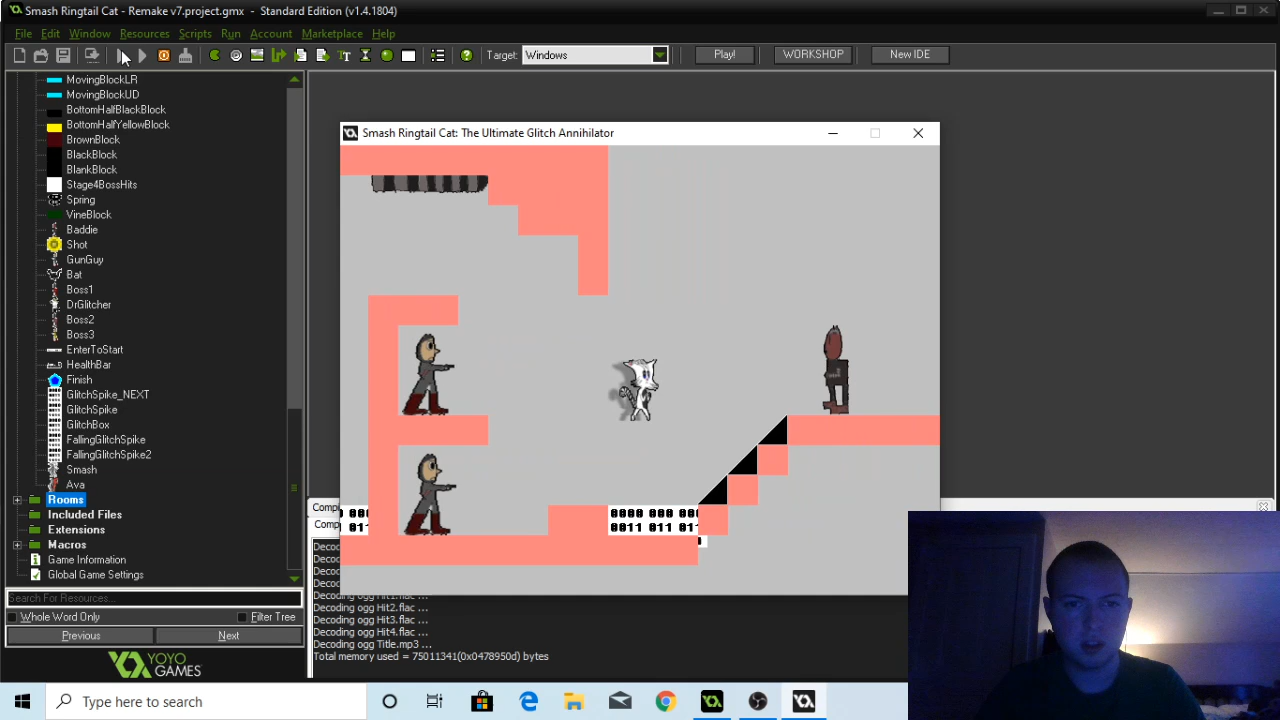 Smash Ringtail Cat - Remake v7.project.gmx - Standard Edition (v1.4.1804)
File Edit Window Resources Scripts Run Account Marketplace Help
Target: Windows Play! WORKSHOP New IDE
MovingBlockLR
MovingBlockUD
BottomHalfBlackBlock
BottomHalfYellowBlock
BrownBlock
BlackBlock
BlankBlock
Stage4BossHits
Spring
VineBlock
Baddie
Shot
GunGuy
Bat
Boss1
DrGlitcher
Boss2
Boss3
EnterToStart
HealthBar
Finish
GlitchSpike_NEXT
GlitchSpike
GlitchBox
FallingGlitchSpike
FallingGlitchSpike2
Smash
Ava
Rooms
Included Files
Extensions
Macros
Game Information
Global Game Settings
Search For Resources...
Whole Word Only Filter Tree
Previous Next
YOYO
GAMES
Smash Ringtail Cat: The Ultimate Glitch Annihilator
0000 000 00
0011 011 01
Decoding ogg Hit2.flac ...
Decoding ogg Hit3.flac ...
Decoding ogg Hit4.flac ...
Decoding ogg Title.mp3 ...
Total memory used = 75011341(0x0478950d) bytes
Type here to search